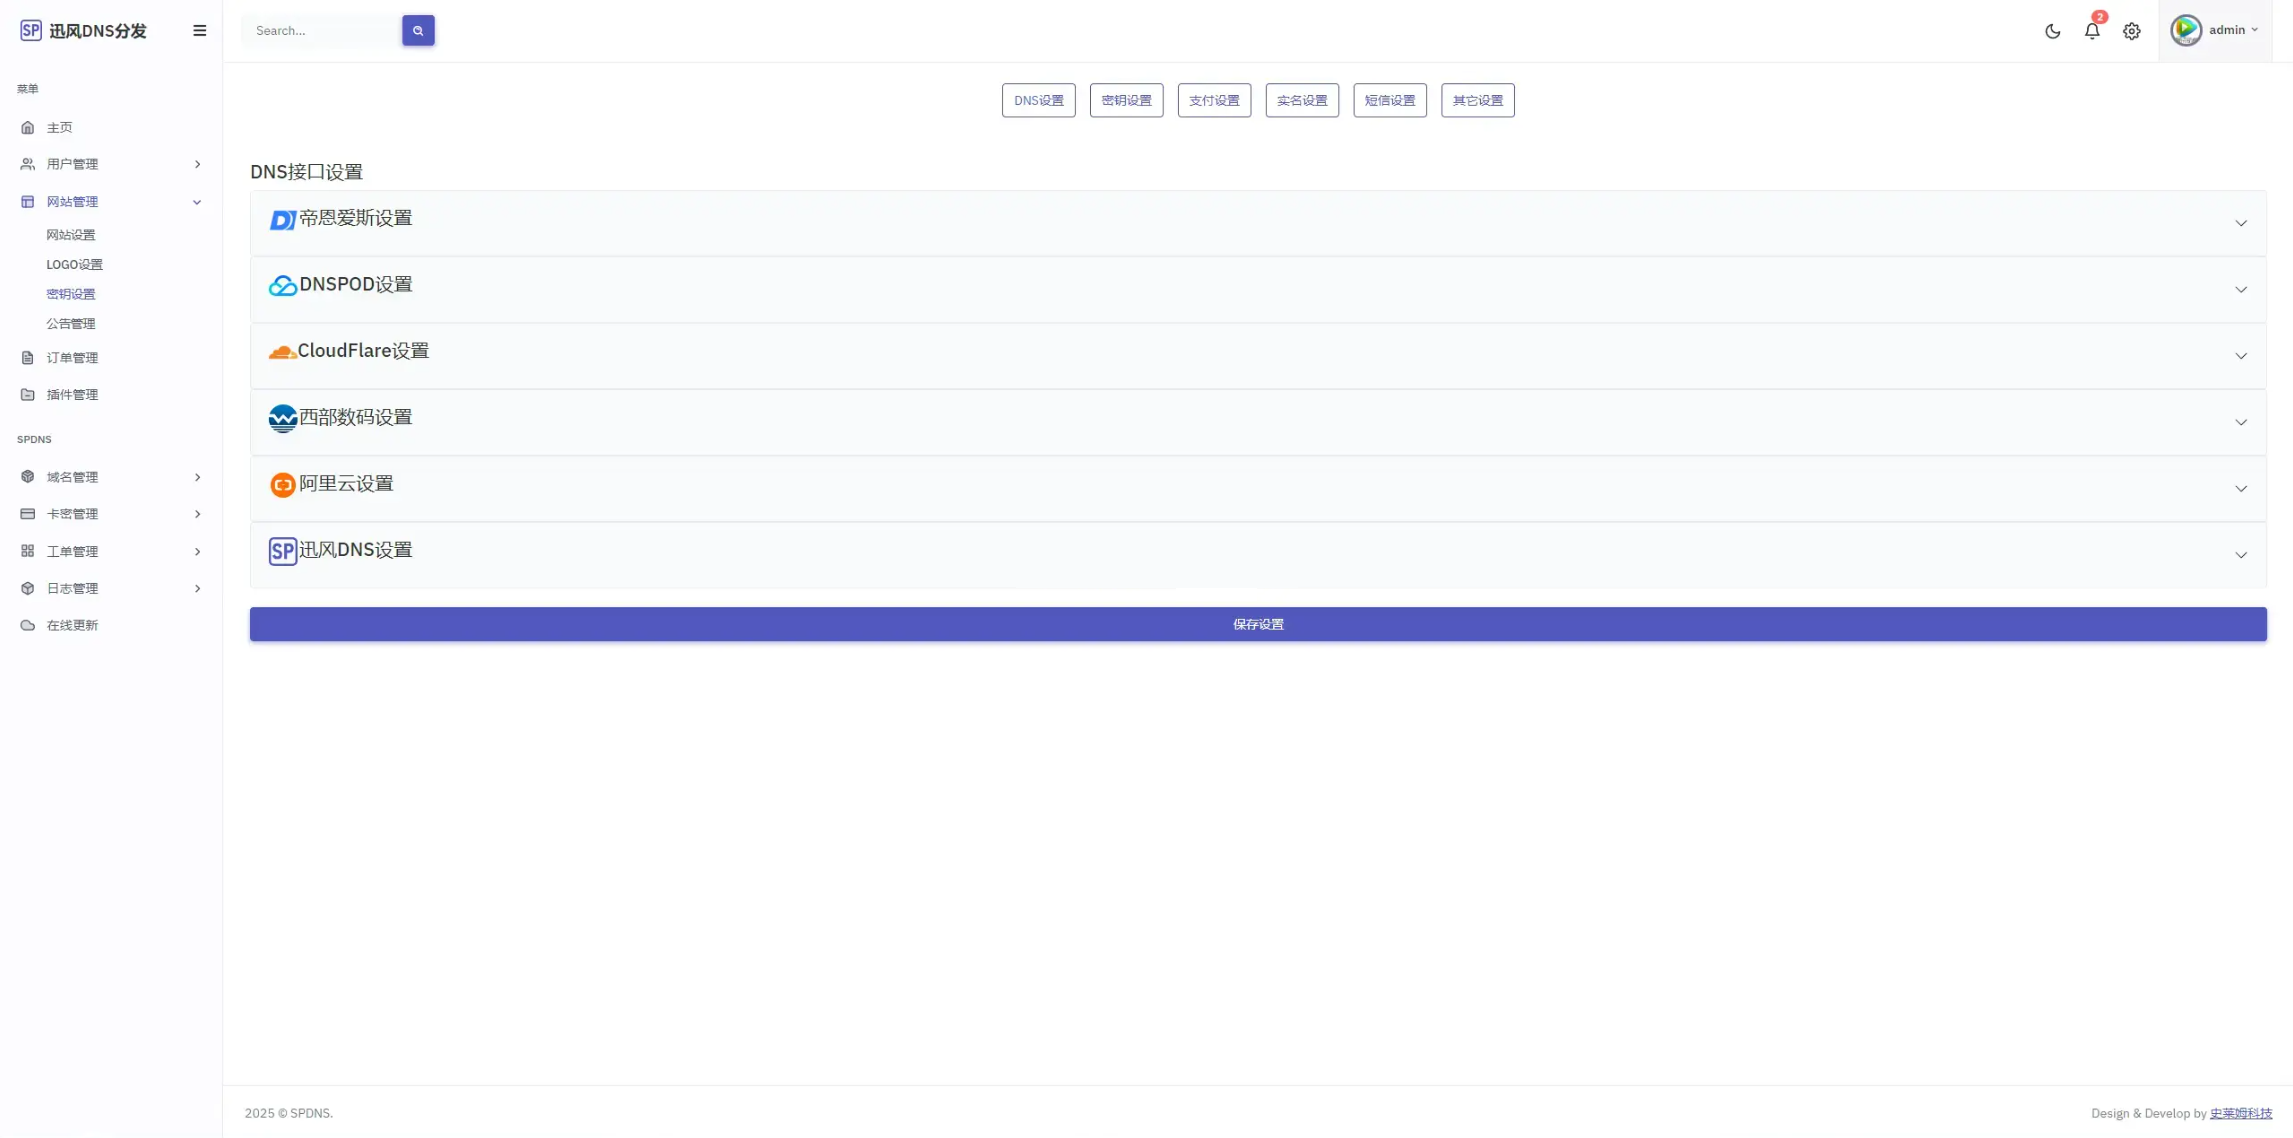 SP 迅风DNS分发
Search...
2
admin
菜单
主页
用户管理
网站管理
网站设置
LOGO设置
密钥设置
公告管理
订单管理
插件管理
SPDNS
域名管理
卡密管理
工单管理
日志管理
在线更新
DNS设置 密钥设置 支付设置 实名设置 短信设置 其它设置
DNS接口设置
帝恩爱斯设置
DNSPOD设置
CloudFlare设置
西部数码设置
阿里云设置
SP 迅风DNS设置
保存设置
2025 © SPDNS.
Design & Develop by 史莱姆科技